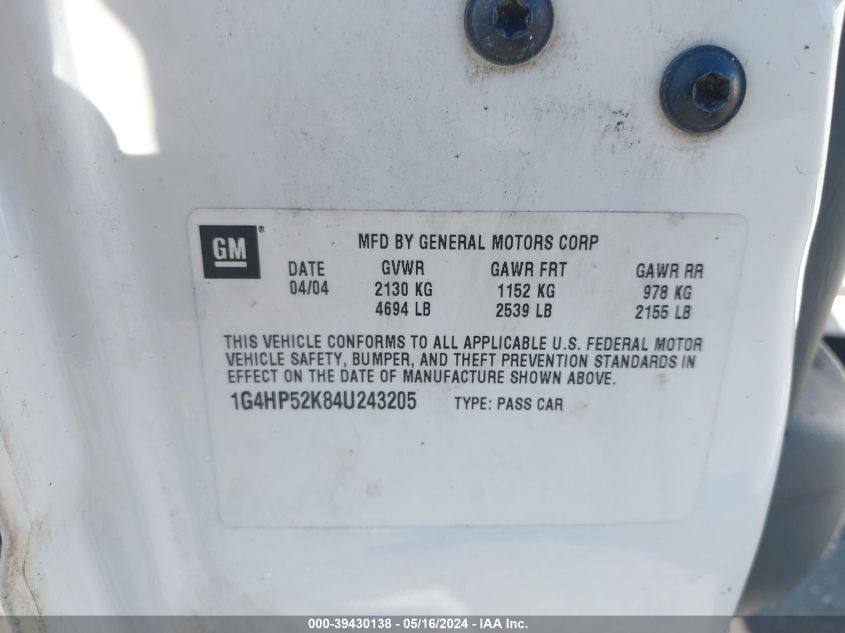 GM ®
MFD BY GENERAL MOTORS CORP
DATE GVWR GAWR FRT GAWR RR
04/04 2130 KG 1152 KG 978 KG
4694 LB 2539 LB 2155 LB
THIS VEHICLE CONFORMS TO ALL APPLICABLE U.S. FEDERAL MOTOR
VEHICLE SAFETY, BUMPER, AND THEFT PREVENTION STANDARDS IN
EFFECT ON THE DATE OF MANUFACTURE SHOWN ABOVE.
1G4HP52K84U243205 TYPE: PASS CAR
000-39430138 - 05/16/2024 - IAA Inc.